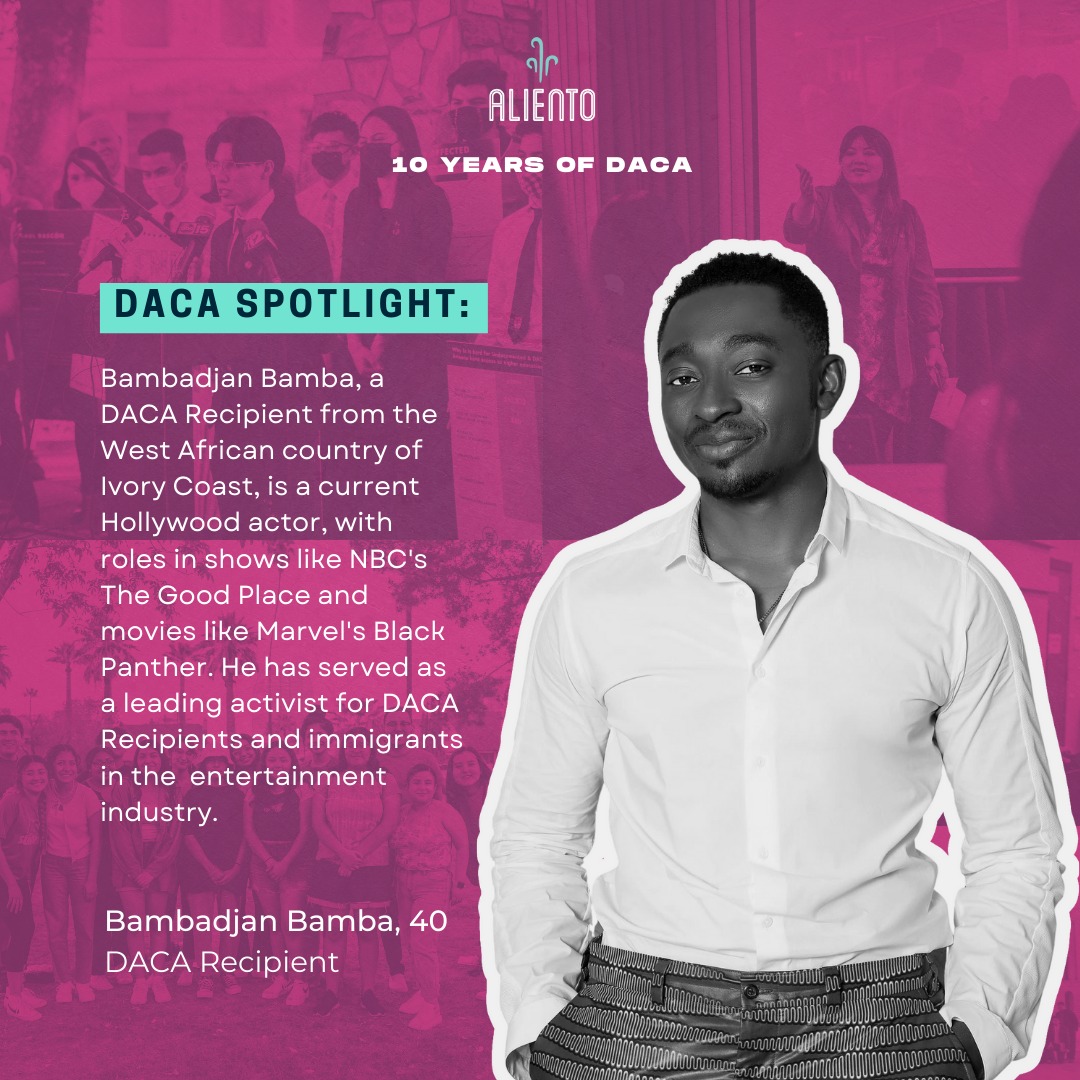 ALIENTO
10 YEARS OF DACA
DACA SPOTLIGHT:
Bambadjan Bamba, a
DACA Recipient from the
West African country of
Ivory Coast, is a current
Hollywood actor, with
roles in shows like NBC's
The Good Place and
movies like Marvel's Black
Panther. He has served as
a leading activist for DACA
Recipients and immigrants
in the  entertainment
industry.
Bambadjan Bamba, 40
DACA Recipient